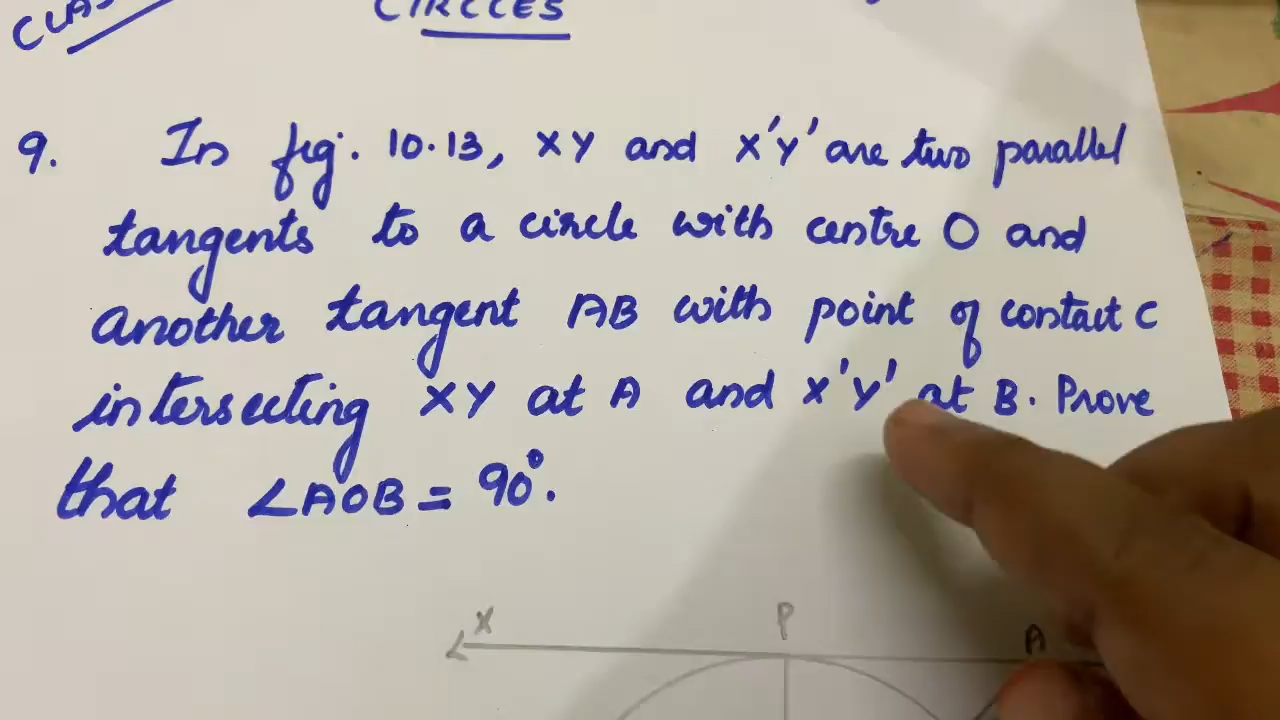 CIRCLES
9. In fig. 10.13, XY and X'Y' are two parallel
tangents to a circle with centre O and
another tangent AB with point of contact C
intersecting XY at A and X'Y' at B. Prove
that ∠AOB = 90°.
X P A